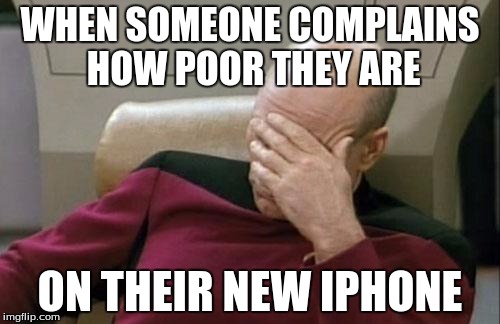 WHEN SOMEONE COMPLAINS
HOW POOR THEY ARE
ON THEIR NEW IPHONE
imgflip.com